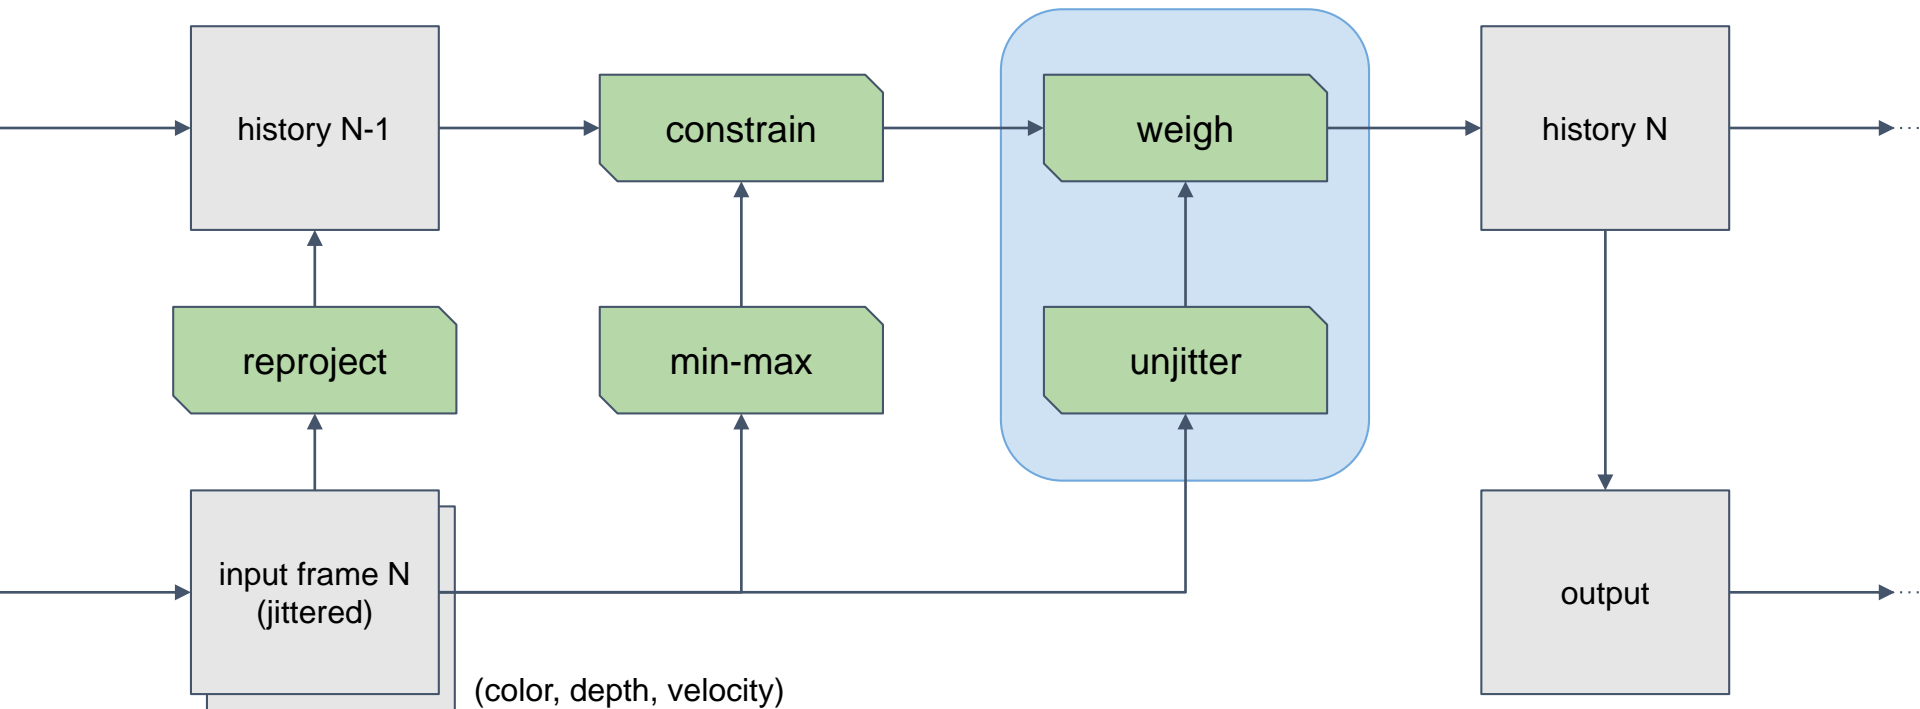 history N-1
constrain
weigh
history N
reproject
min-max
unjitter
input frame N
(jittered)
output
(color, depth, velocity)